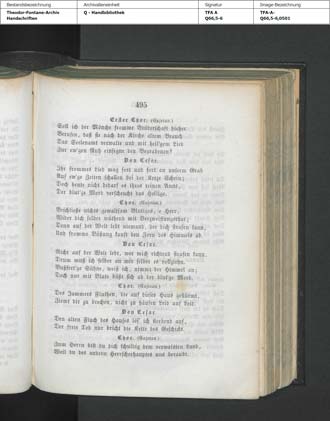 Bestandsbezeichnung
Theodor-Fontane-Archiv
Handschriften
Archivalieneinheit
Q - Handbibliothek
Signatur
TFA A
Q66,5-6
Image-Bezeichnung
TFA-A-
Q66,5-6,0501
495
Erster Chor. (Cajetan.)
Soll ich der Mönche fromme Brüderschaft hieher
Berufen, daß sie nach der Kirche altem Brauch
Das Seelenamt verwalte und mit heil'gem Lied
Zur ew'gen Ruh einsegne den Begrabenen?
Don Cesar.
Ihr frommes Lied mag fort und fort an unserm Grab
Auf ew'ge Zeiten schallen bei der Kerze Schein;
Doch heute nicht bedarf es ihres reinen Amts,
Der blut'ge Mord verscheucht das Heilige.
Chor. (Cajetan.)
Beschließe nichts gewaltsam Blutiges, o Herr,
Wider dich selber wüthend mit Verzweiflungsthat;
Denn auf der Welt lebt niemand, der dich strafen kann,
Und fromme Büßung kauft den Zorn des Himmels ab.
Don Cesar.
Nicht auf der Welt lebt, wer mich richtend strafen kann,
Drum muß ich selber an mir selber es vollziehn.
Bußfert'ge Sühne, weiß ich, nimmt der Himmel an;
Doch nur mit Blute büßt sich ab der blut'ge Mord.
Chor. (Cajetan.)
Des Jammers Fluthen, die auf dieses Haus gestürmt,
Ziemt dir zu brechen, nicht zu häufen Leid auf Leid.
Don Cesar.
Den alten Fluch des Hauses lös' ich sterbend auf,
Der freie Tod nur bricht die Kette des Geschicks.
Chor. (Cajetan.)
Zum Herrn bist du dich schuldig dem verwaisten Land,
Weil du des andern Herrscherhauptes uns beraubt.